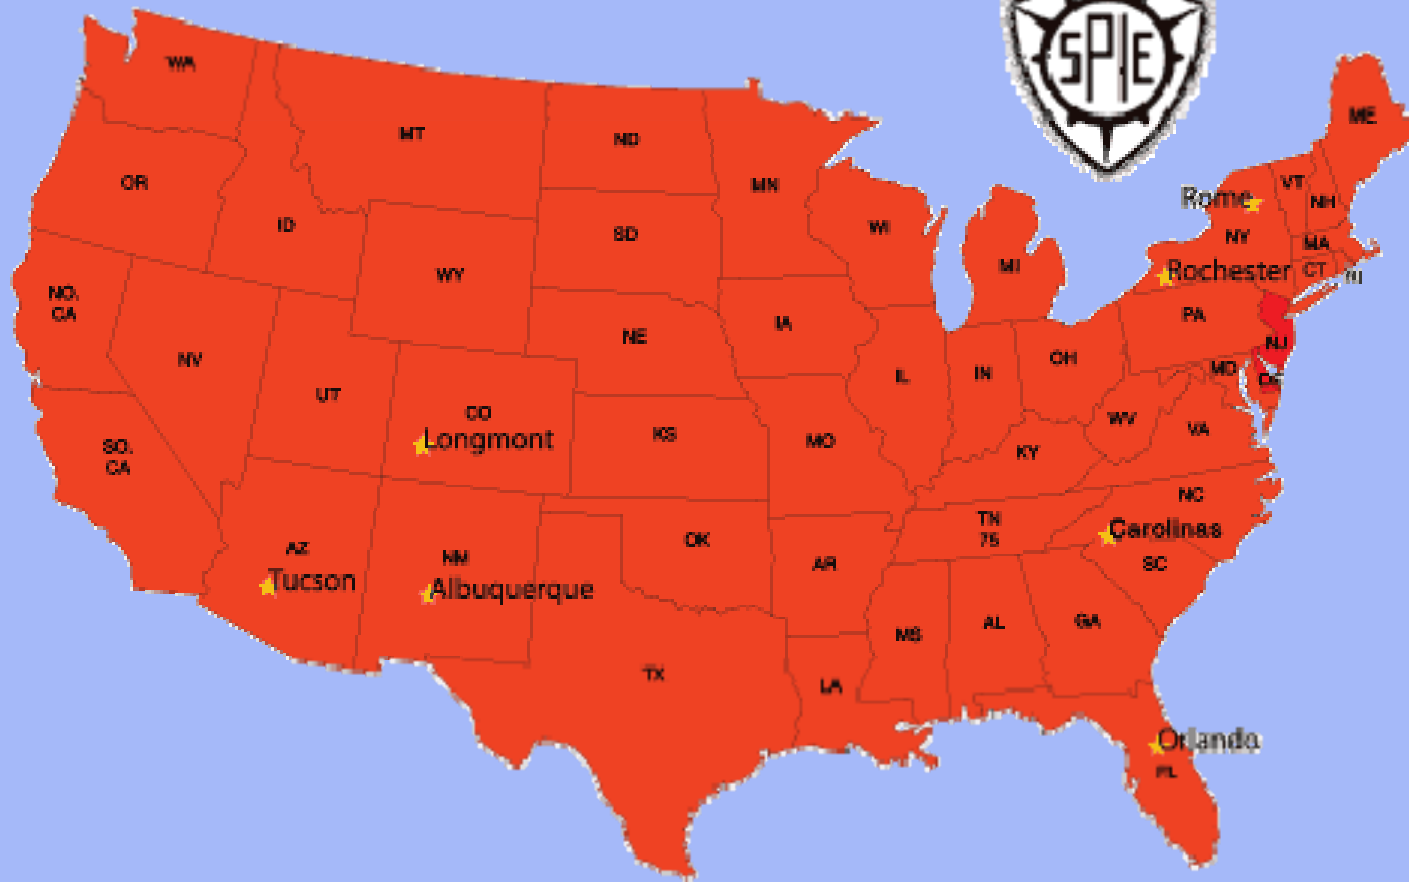 SPIE
WA
MT
ND
MN
OR
ID
WY
SD
WI
MI
ME
VT
NH
Rome
NY
MA
Rochester
CT
RI
NO.
CA
NV
UT
CO
Longmont
NE
IA
IL
IN
OH
PA
NJ
MD
DE
WV
VA
KY
KS
MO
SO.
CA
AZ
Tucson
NM
Albuquerque
OK
AR
TN
75
NC
Carolinas
SC
TX
LA
MS
AL
GA
Orlando
FL